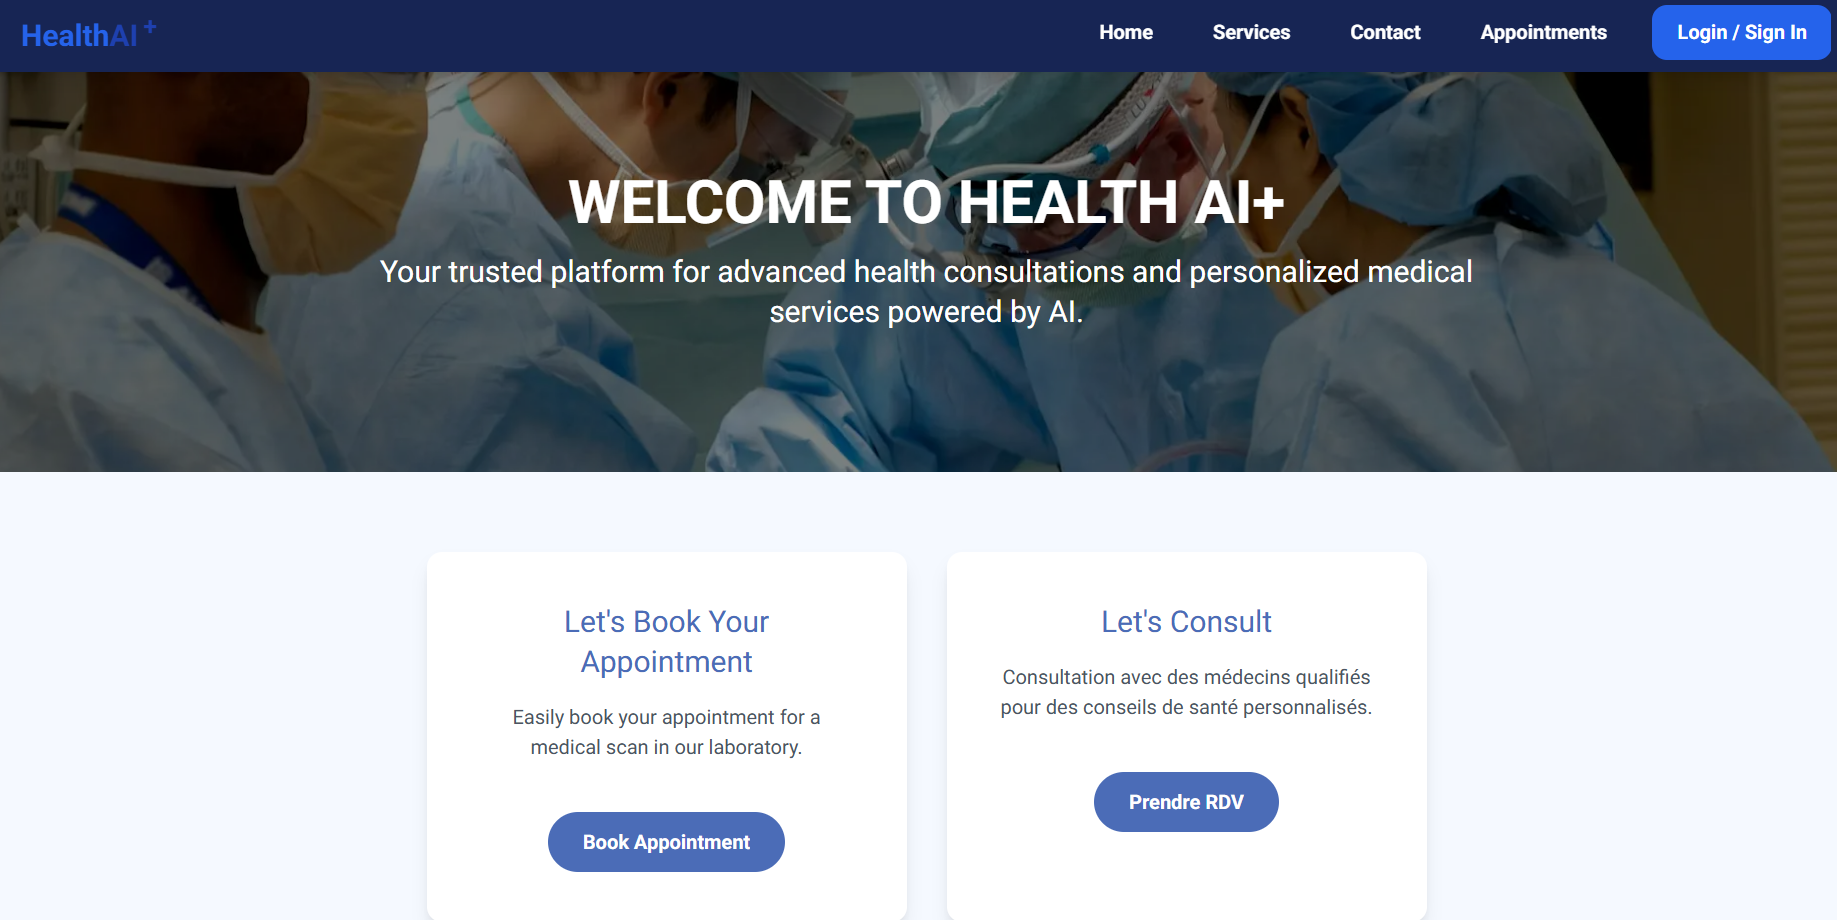 HealthAI+
Home
Services
Contact
Appointments
Login / Sign In
WELCOME TO HEALTH AI+
Your trusted platform for advanced health consultations and personalized medical
services powered by AI.
Let's Book Your
Appointment
Easily book your appointment for a
medical scan in our laboratory.
Book Appointment
Let's Consult
Consultation avec des médecins qualifiés
pour des conseils de santé personnalisés.
Prendre RDV